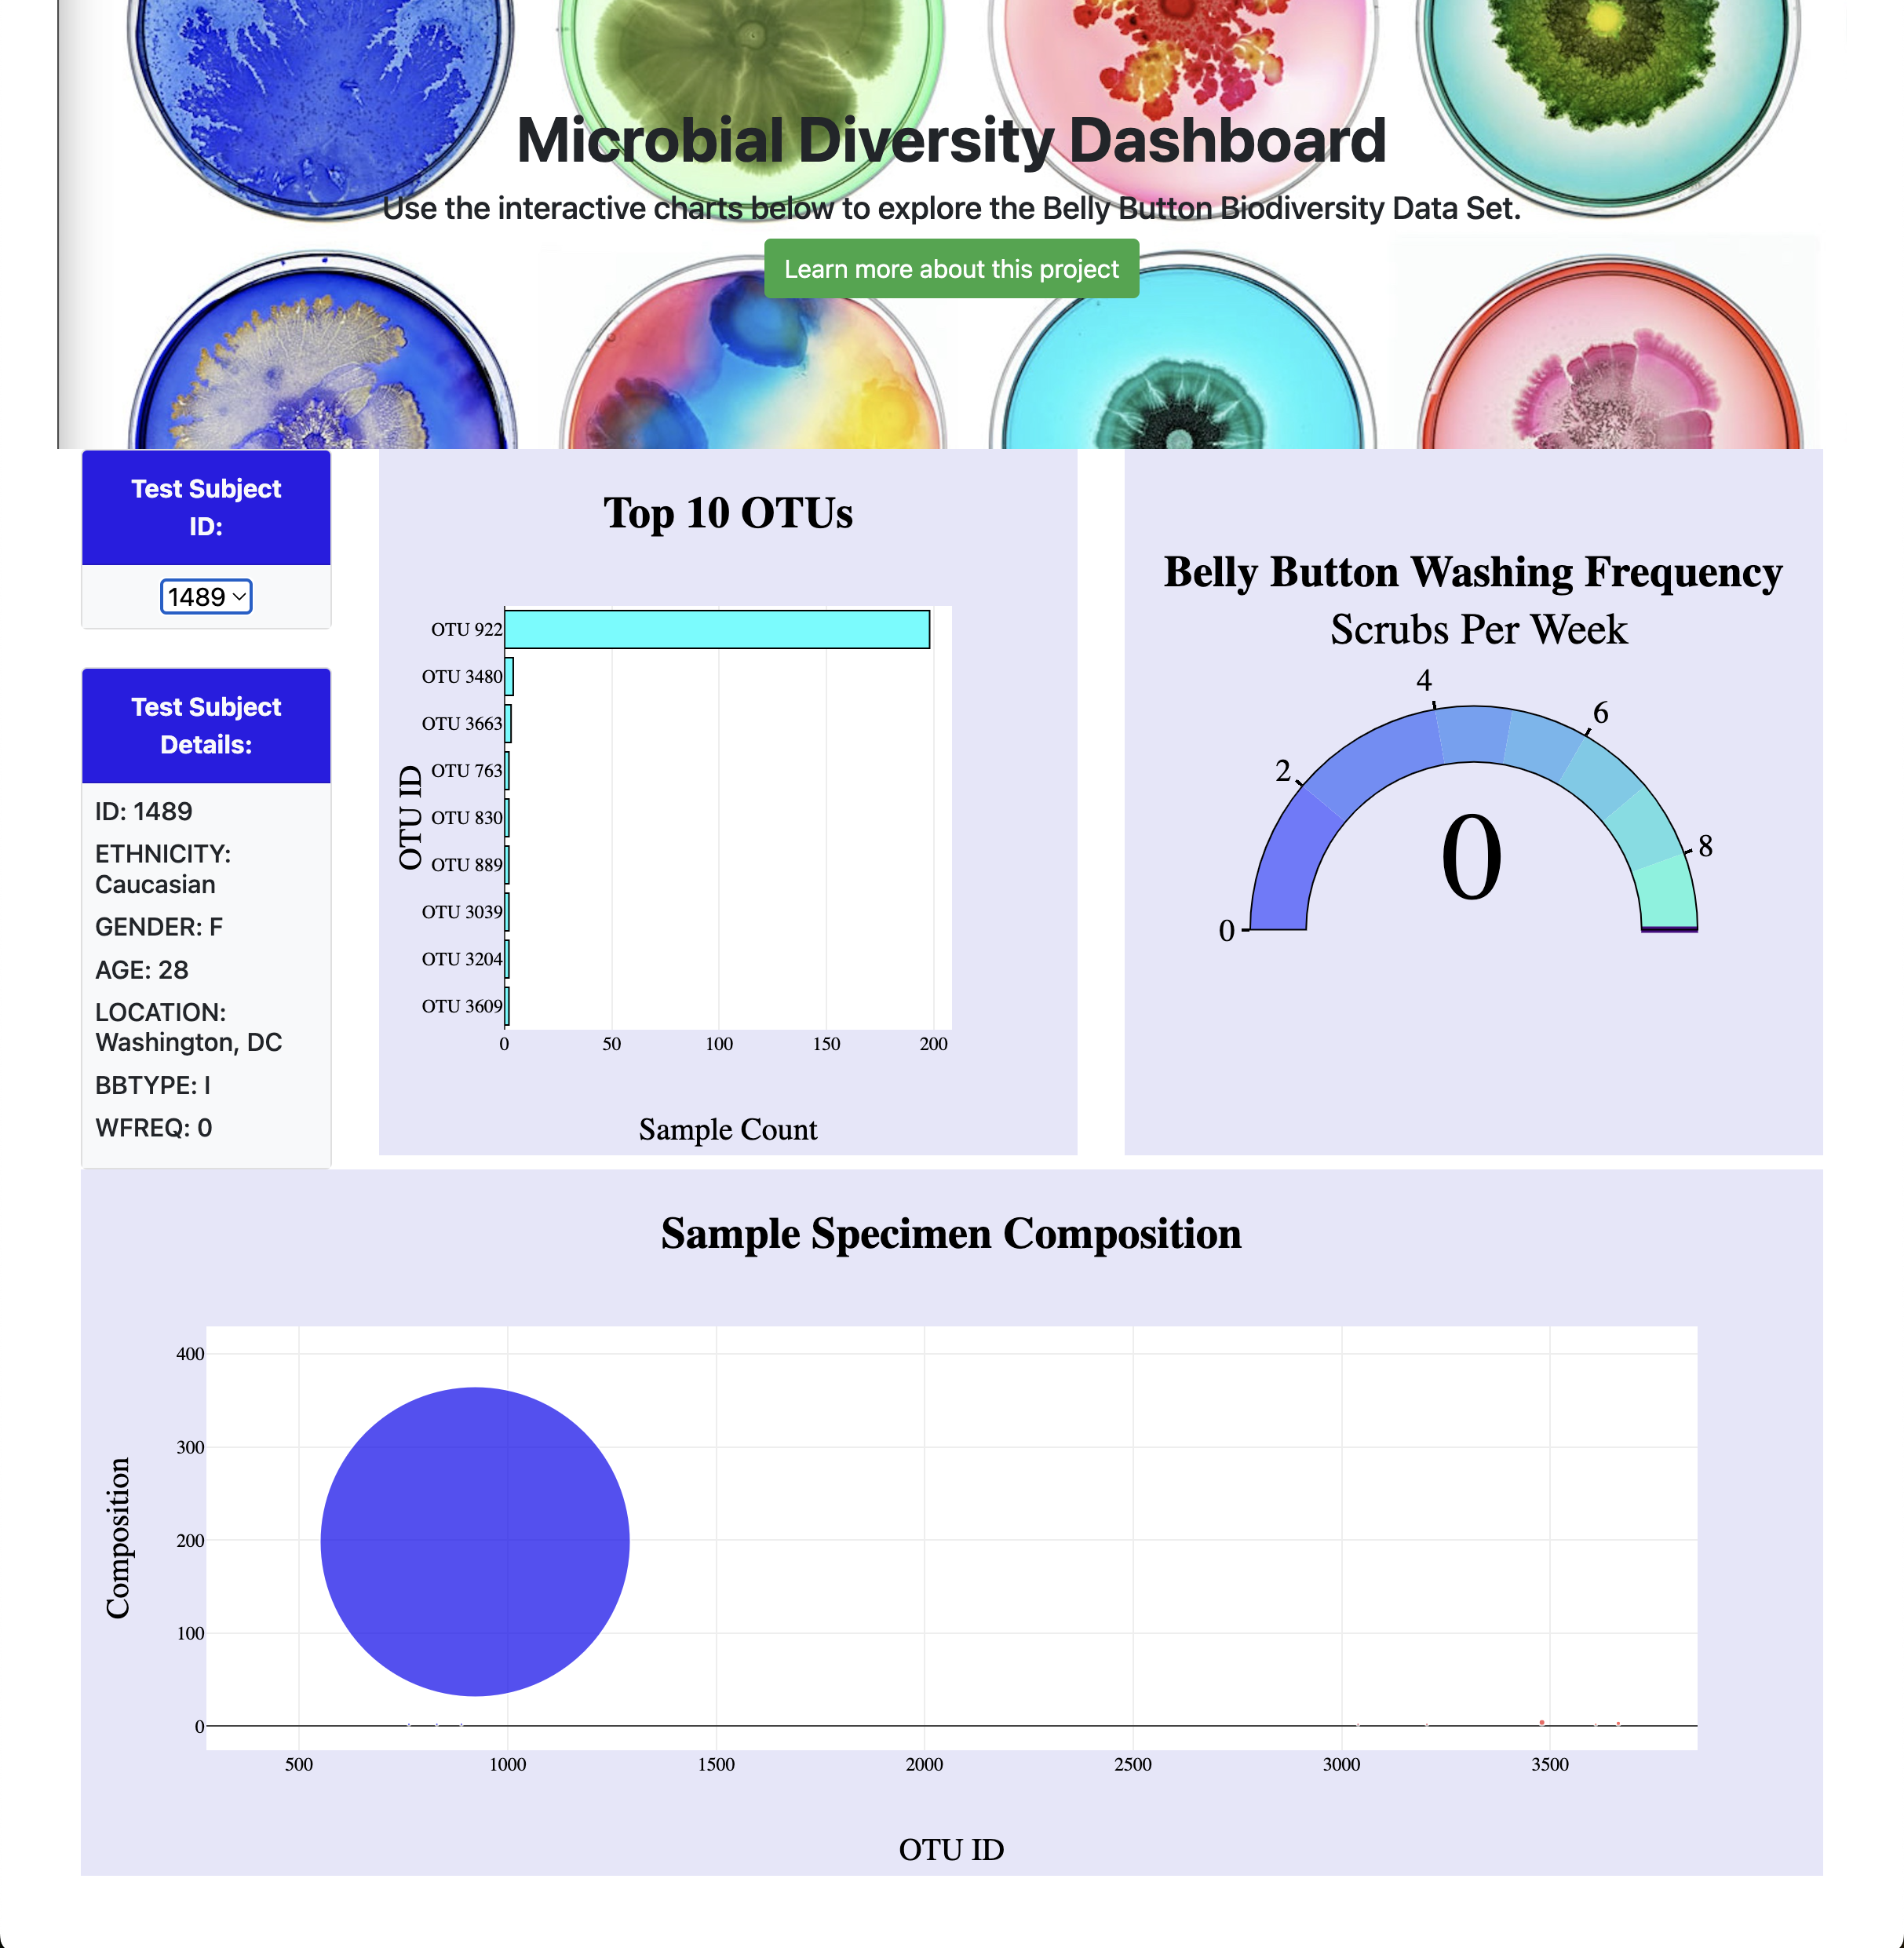 Microbial Diversity Dashboard
Use the interactive charts below to explore the Belly Button Biodiversity Data Set.
Learn more about this project
Test Subject
ID:
1489
Test Subject
Details:
ID: 1489
ETHNICITY:
Caucasian
GENDER: F
AGE: 28
LOCATION:
Washington, DC
BBTYPE: I
WFREQ: 0
Top 10 OTUs
OTU ID
OTU 922
OTU 3480
OTU 3663
OTU 763
OTU 830
OTU 889
OTU 3039
OTU 3204
OTU 3609
0 50 100 150 200
Sample Count
Belly Button Washing Frequency
Scrubs Per Week
4
6
2
8
0
0
Sample Specimen Composition
Composition
400
300
200
100
0
500 1000 1500 2000 2500 3000 3500
OTU ID